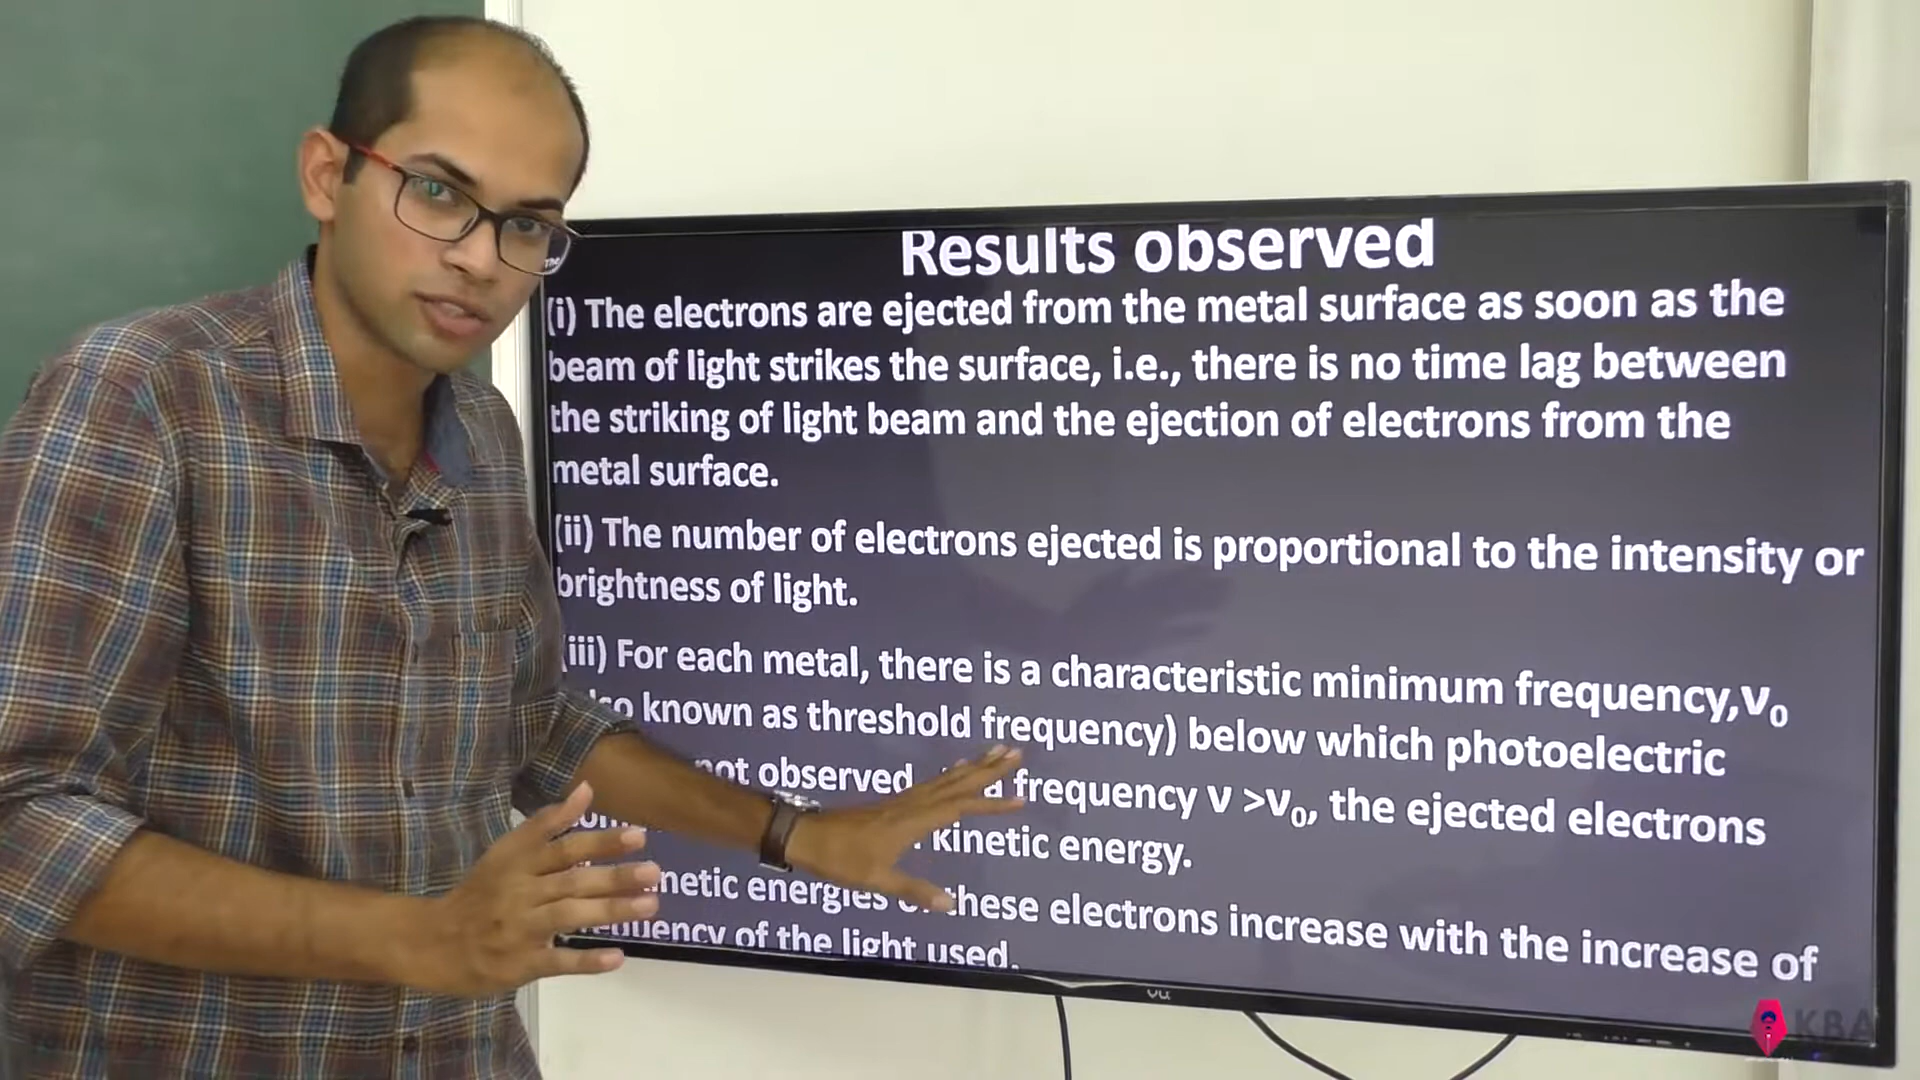 Results observed
(i) The electrons are ejected from the metal surface as soon as the
beam of light strikes the surface, i.e., there is no time lag between
the striking of light beam and the ejection of electrons from the
metal surface.
(ii) The number of electrons ejected is proportional to the intensity or
brightness of light.
(iii) For each metal, there is a characteristic minimum frequency,ν₀
known as threshold frequency) below which photoelectric
not observed. frequency ν >ν₀, the ejected electrons
kinetic energy.
energies these electrons increase with the increase of
of the light used.
VU
KBA